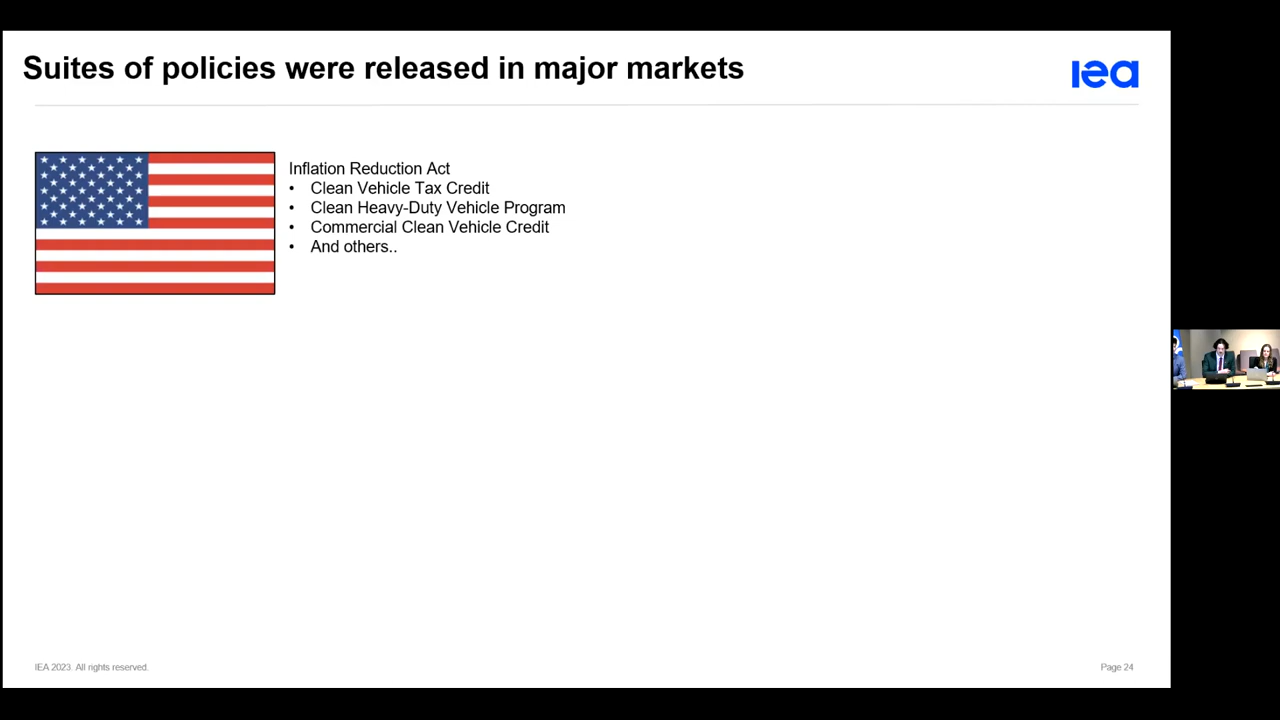 Suites of policies were released in major markets
iea
Inflation Reduction Act
• Clean Vehicle Tax Credit
• Clean Heavy-Duty Vehicle Program
• Commercial Clean Vehicle Credit
• And others..
IEA 2023. All rights reserved.
Page 24